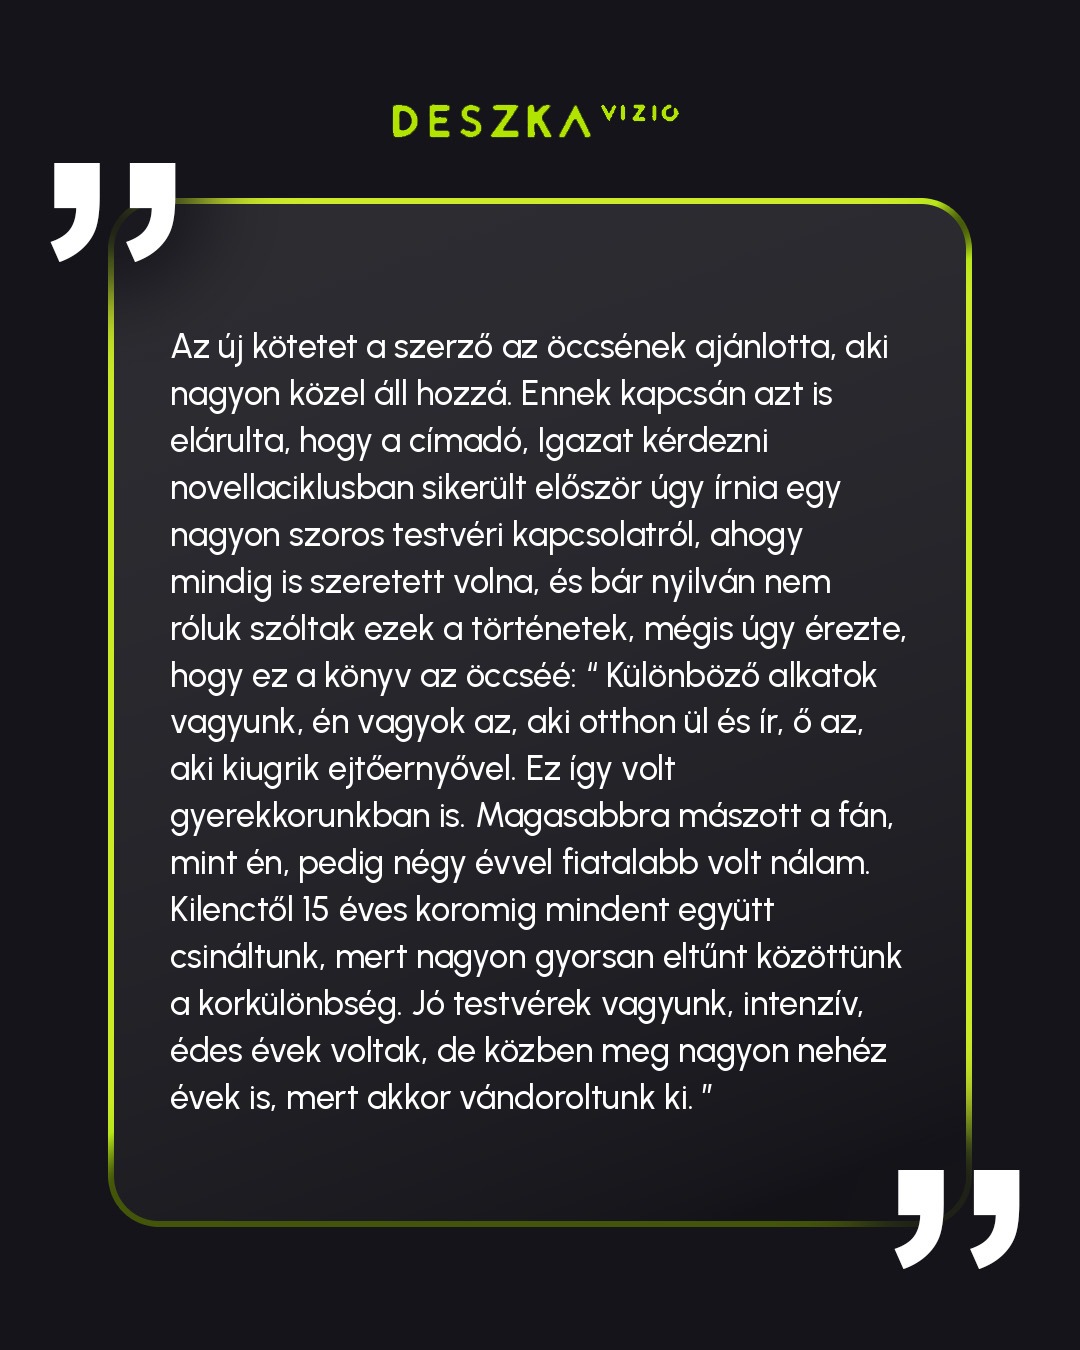 DESZKA VIZIO
”
Az új kötetet a szerző az öccsének ajánlotta, aki
nagyon közel áll hozzá. Ennek kapcsán azt is
elárulta, hogy a címadó, Igazat kérdezni
novellaciklusban sikerült először úgy írnia egy
nagyon szoros testvéri kapcsolatról, ahogy
mindig is szeretett volna, és bár nyilván nem
róluk szóltak ezek a történetek, mégis úgy érezte,
hogy ez a könyv az öccséé: “ Különböző alkatok
vagyunk, én vagyok az, aki otthon ül és ír, ő az,
aki kiugrik ejtőernyővel. Ez így volt
gyerekkorunkban is. Magasabbra mászott a fán,
mint én, pedig négy évvel fiatalabb volt nálam.
Kilenctől 15 éves koromig mindent együtt
csináltunk, mert nagyon gyorsan eltűnt közöttünk
a korkülönbség. Jó testvérek vagyunk, intenzív,
édes évek voltak, de közben meg nagyon nehéz
évek is, mert akkor vándoroltunk ki. ”
”